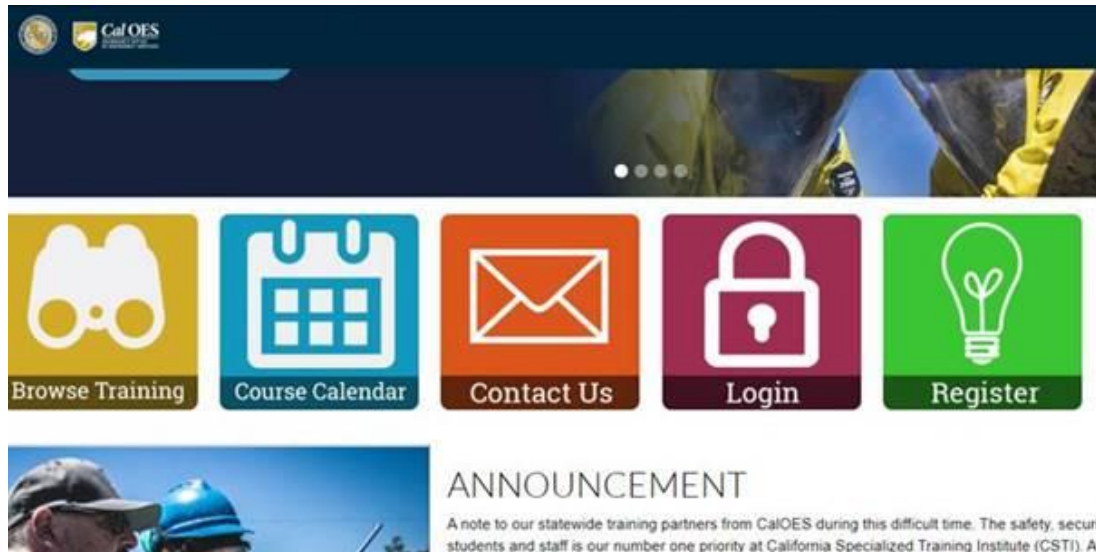 Cal OES
Browse Training
Course Calendar
Contact Us
Login
Register
ANNOUNCEMENT
A note to our statewide training partners from CalOES during this difficult time. The safety, secur
students and staff is our number one priority at California Specialized Training Institute (CSTI). A